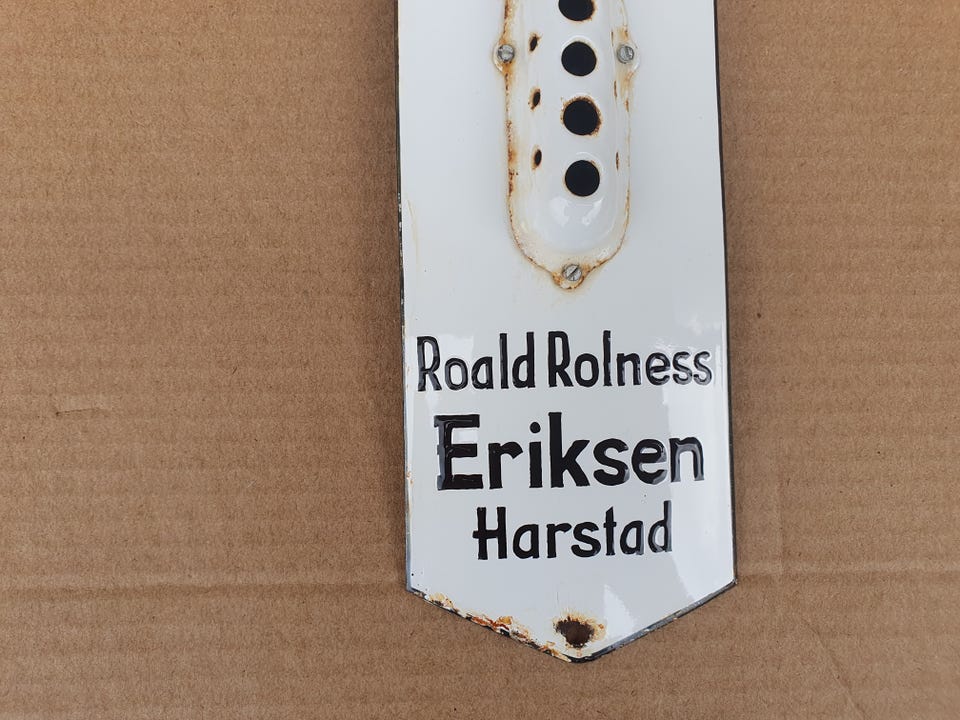 Roald Rolness
Eriksen
Harstad